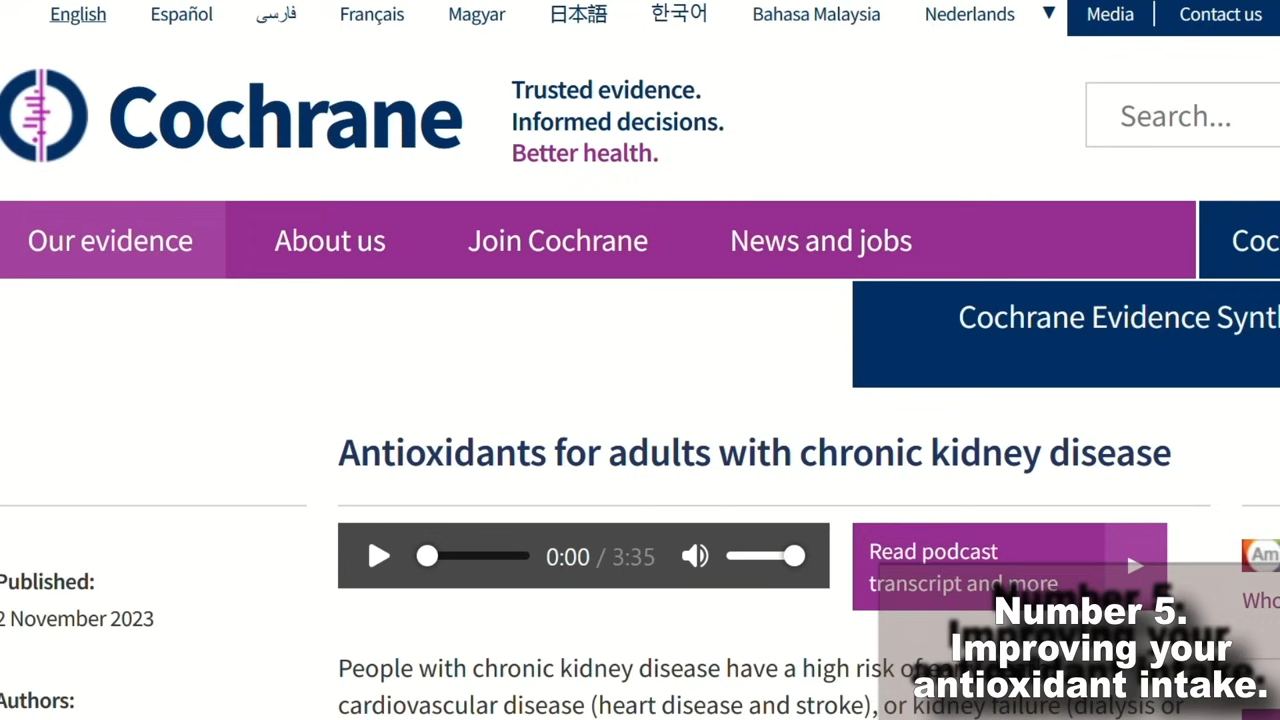 English Español فارسی Français Magyar 日本語 한국어 Bahasa Malaysia Nederlands ▼ Media Contact us
Cochrane
Trusted evidence.
Informed decisions.
Better health.
Search...
Our evidence About us Join Cochrane News and jobs
Cochrane Evidence
Antioxidants for adults with chronic kidney disease
0:00 / 3:35
Read podcast
transcript and more
Published:
2 November 2023
Authors:
People with chronic kidney disease have a high risk of
cardiovascular disease (heart disease and stroke), or kidney failure (dialysis or
Number 5.
Improving your
antioxidant intake.